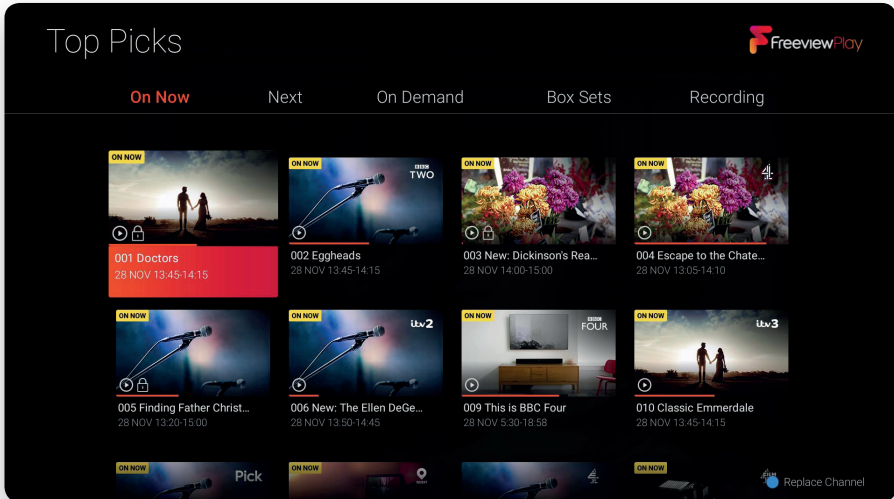 Top Picks
FreeviewPlay
On Now
Next
On Demand
Box Sets
Recording
ON NOW
ON NOW
BBC
TWO
ON NOW
ON NOW
4
001 Doctors
28 NOV 13:45-14:15
002 Eggheads
28 NOV 13:45-14:15
003 New: Dickinson's Rea...
28 NOV 14:00-15:00
004 Escape to the Chate...
28 NOV 13:05-14:10
ON NOW
ON NOW
itv2
ON NOW
BBC
FOUR
ON NOW
itv3
005 Finding Father Christ...
28 NOV 13:20-15:00
006 New: The Ellen DeGe...
28 NOV 13:50-14:45
009 This is BBC Four
28 NOV 5:30-18:58
010 Classic Emmerdale
28 NOV 13:45-14:15
ON NOW
Pick
ON NOW
ON NOW
4
ON NOW
FILM
Replace Channel